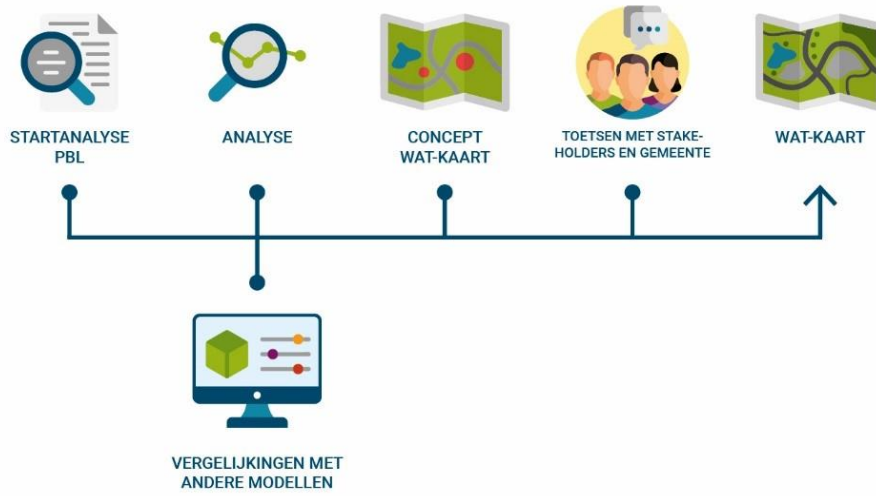 STARTANALYSE
PBL
ANALYSE
CONCEPT
WAT-KAART
TOETSEN MET STAKE-
HOLDERS EN GEMEENTE
WAT-KAART
VERGELIJKINGEN MET
ANDERE MODELLEN